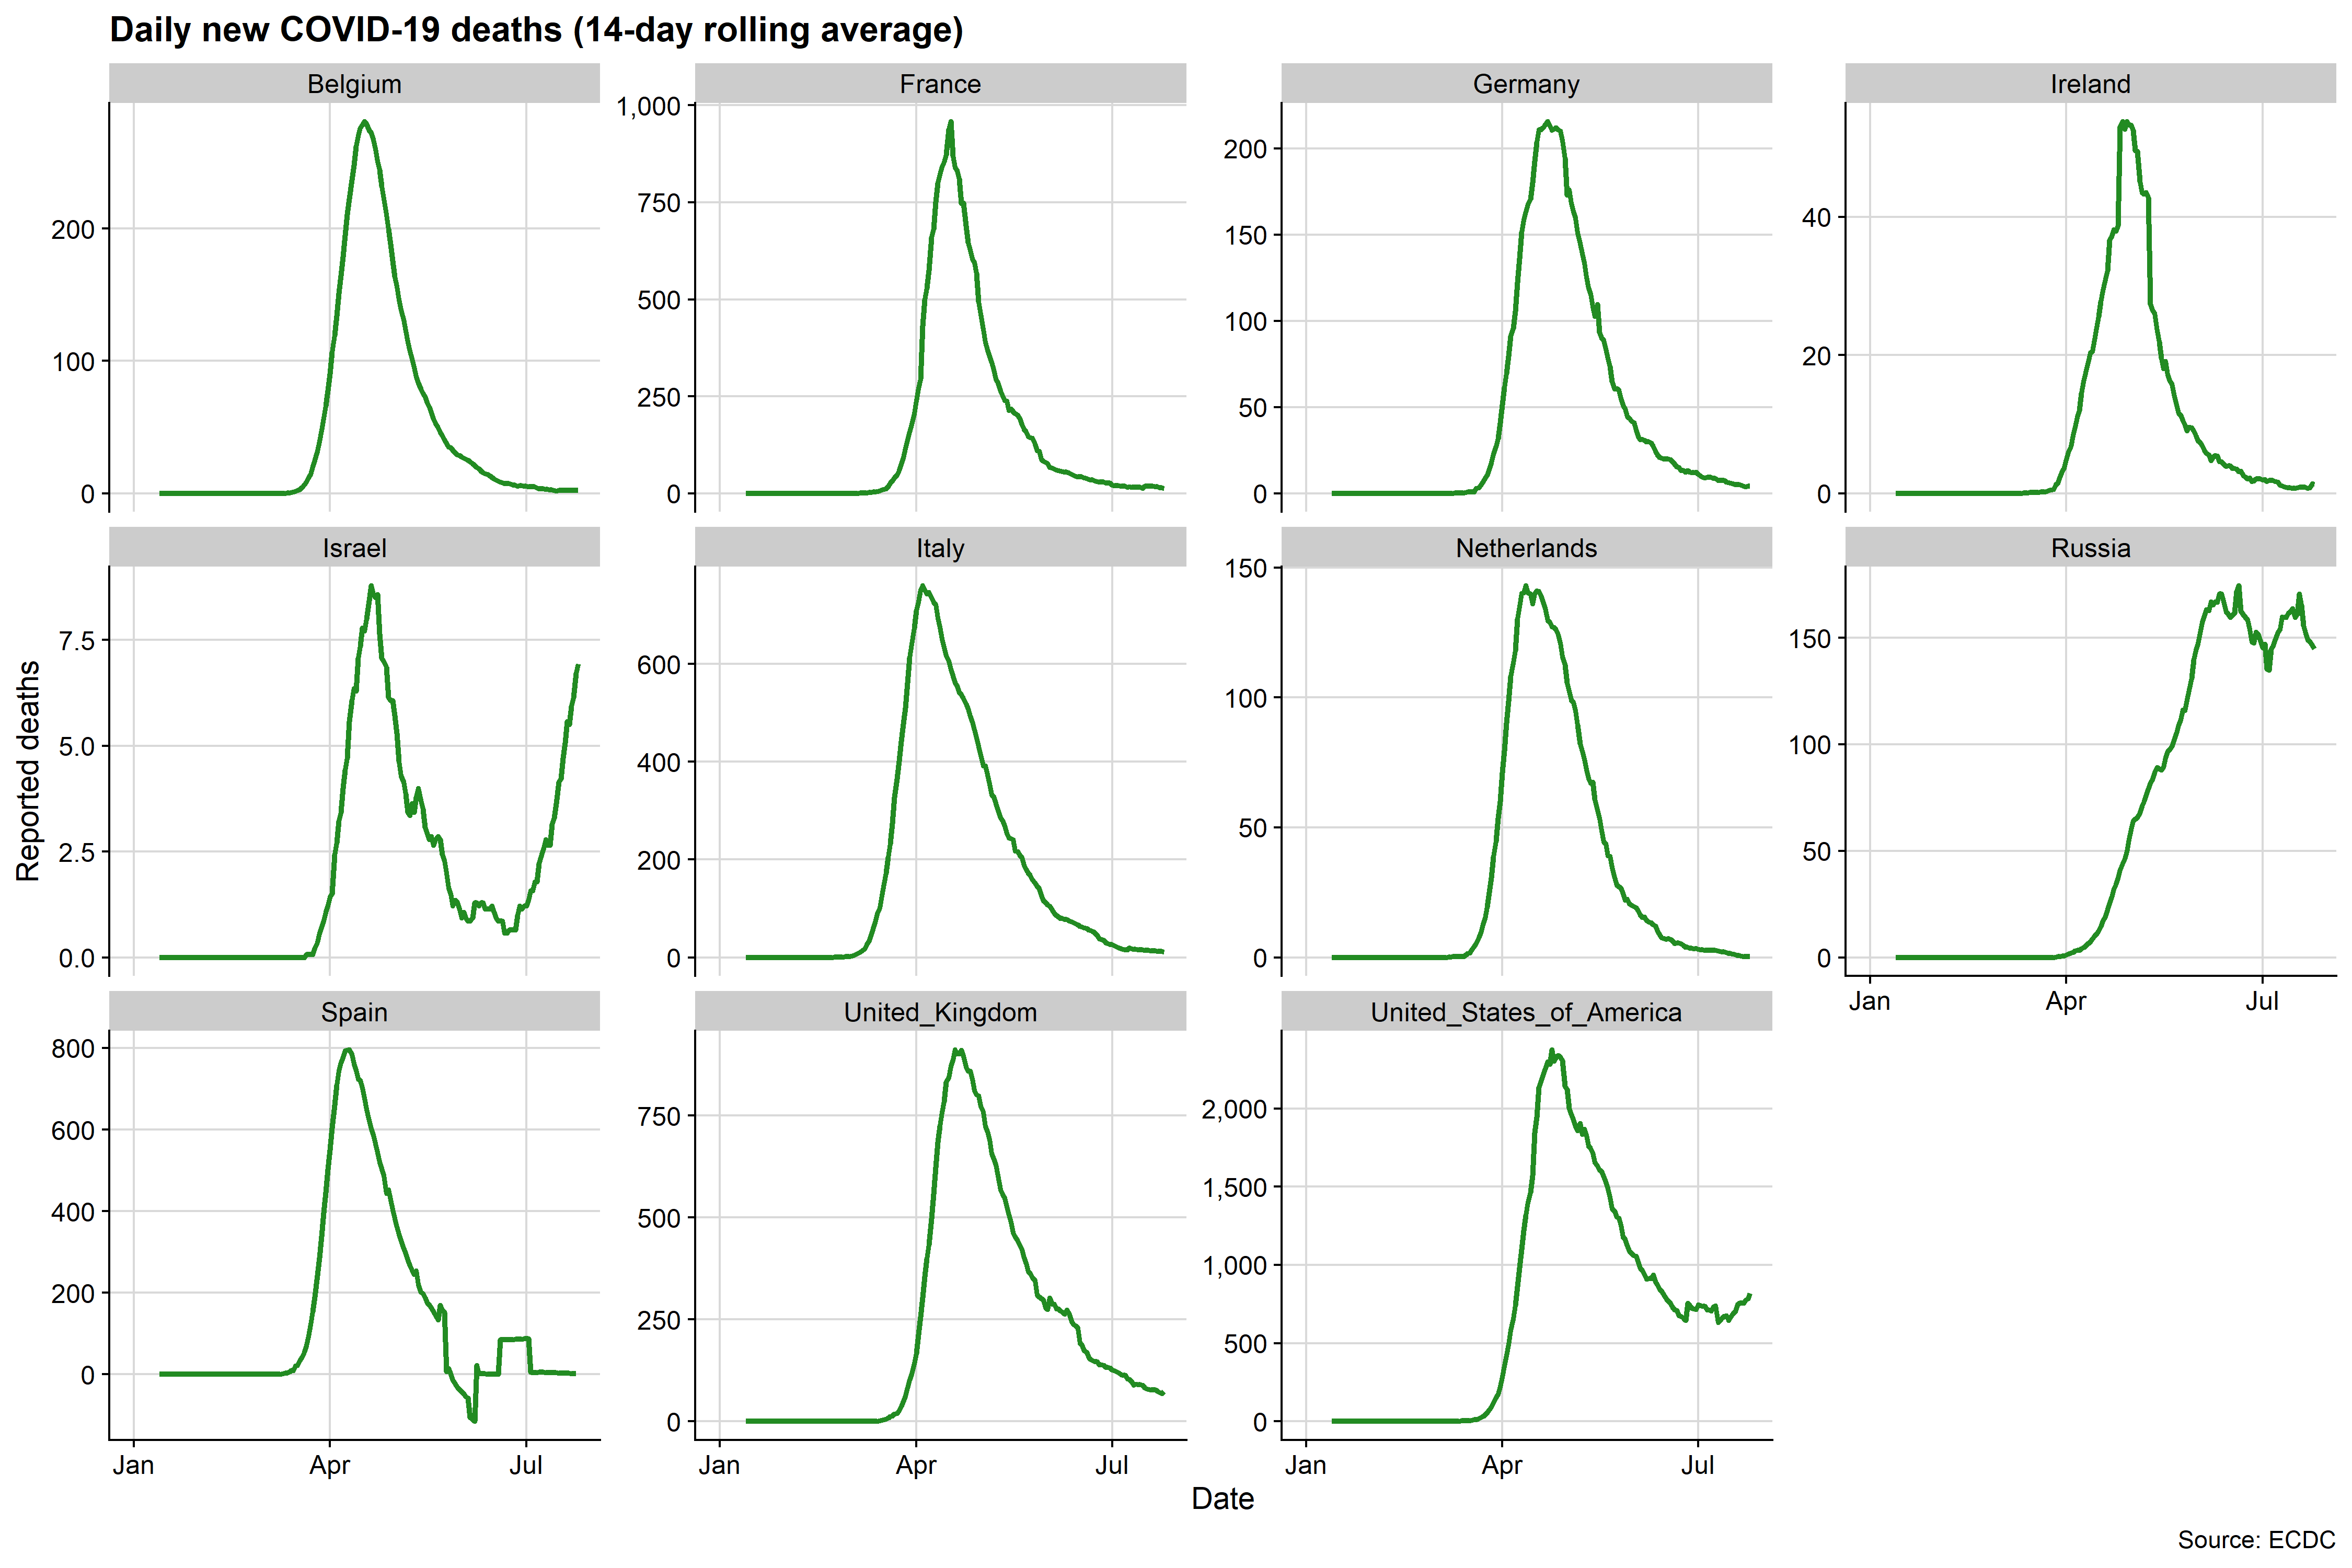 Daily new COVID-19 deaths (14-day rolling average)
Belgium
France
Germany
Ireland
200
100
0
1,000
750
500
250
0
200
150
100
50
0
40
20
0
Israel
Italy
Netherlands
Russia
7.5
5.0
2.5
0.0
600
400
200
0
150
100
50
0
150
100
50
0
Jan Apr Jul
Reported deaths
Spain
United_Kingdom
United_States_of_America
800
600
400
200
0
750
500
250
0
2,000
1,500
1,000
500
0
Jan Apr Jul
Jan Apr Jul
Jan Apr Jul
Date
Source: ECDC